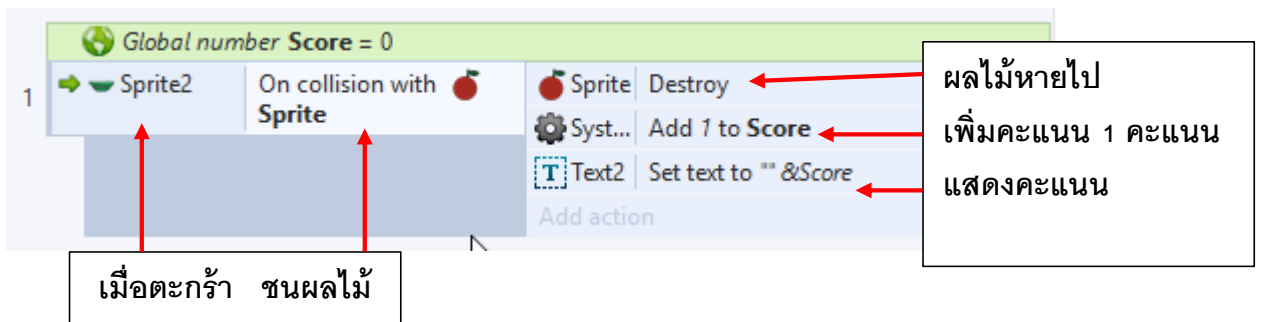 Global number Score = 0
1
Sprite2
On collision with
Sprite
Sprite Destroy
Syst... Add 1 to Score
Text2 Set text to "" &Score
Add action
ผลไม้หายไป
เพิ่มคะแนน 1 คะแนน
แสดงคะแนน
เมื่อตะกร้า ชนผลไม้